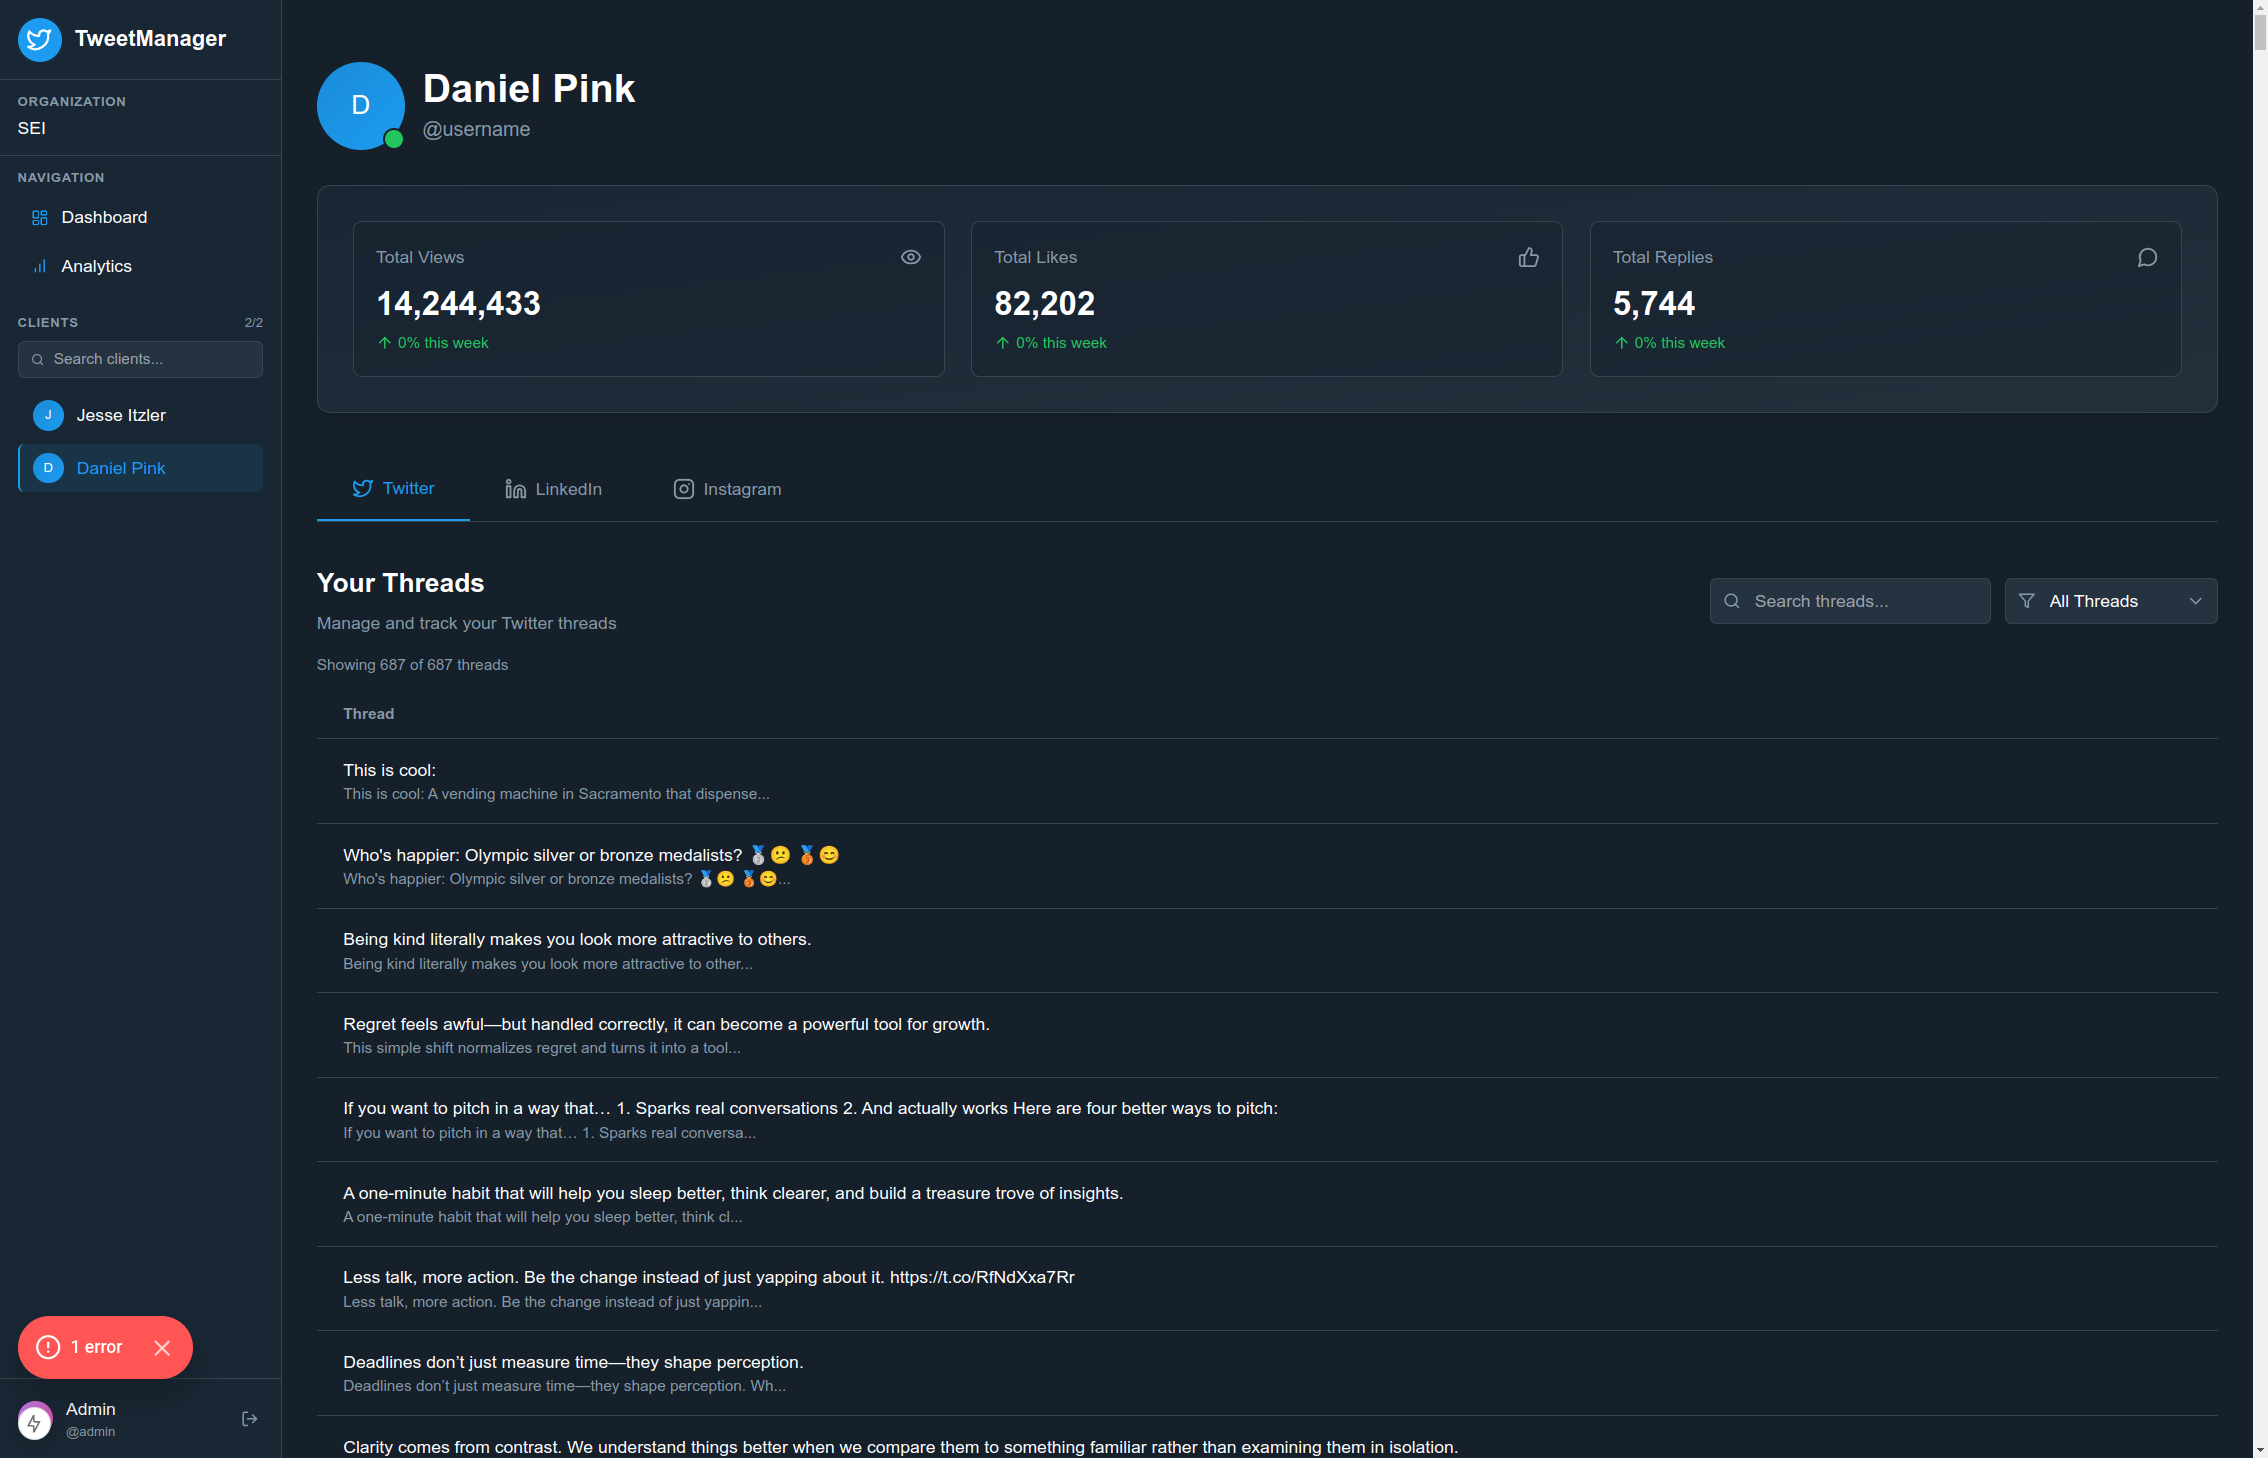 TweetManager
ORGANIZATION
SEI
NAVIGATION
Dashboard
Analytics
CLIENTS 2/2
Search clients...
J Jesse Itzler
D Daniel Pink
1 error
Admin
@admin
D
Daniel Pink
@username
Total Views
14,244,433
0% this week
Total Likes
82,202
0% this week
Total Replies
5,744
0% this week
Twitter LinkedIn Instagram
Your Threads
Manage and track your Twitter threads
Search threads... All Threads
Showing 687 of 687 threads
Thread
This is cool:
This is cool: A vending machine in Sacramento that dispense...
Who's happier: Olympic silver or bronze medalists? 🥈😕 🥉😊
Who's happier: Olympic silver or bronze medalists? 🥈😕 🥉😊...
Being kind literally makes you look more attractive to others.
Being kind literally makes you look more attractive to other...
Regret feels awful—but handled correctly, it can become a powerful tool for growth.
This simple shift normalizes regret and turns it into a tool...
If you want to pitch in a way that… 1. Sparks real conversations 2. And actually works Here are four better ways to pitch:
If you want to pitch in a way that… 1. Sparks real conversa...
A one-minute habit that will help you sleep better, think clearer, and build a treasure trove of insights.
A one-minute habit that will help you sleep better, think cl...
Less talk, more action. Be the change instead of just yapping about it. https://t.co/RfNdXxa7Rr
Less talk, more action. Be the change instead of just yappin...
Deadlines don’t just measure time—they shape perception.
Deadlines don’t just measure time—they shape perception. Wh...
Clarity comes from contrast. We understand things better when we compare them to something familiar rather than examining them in isolation.